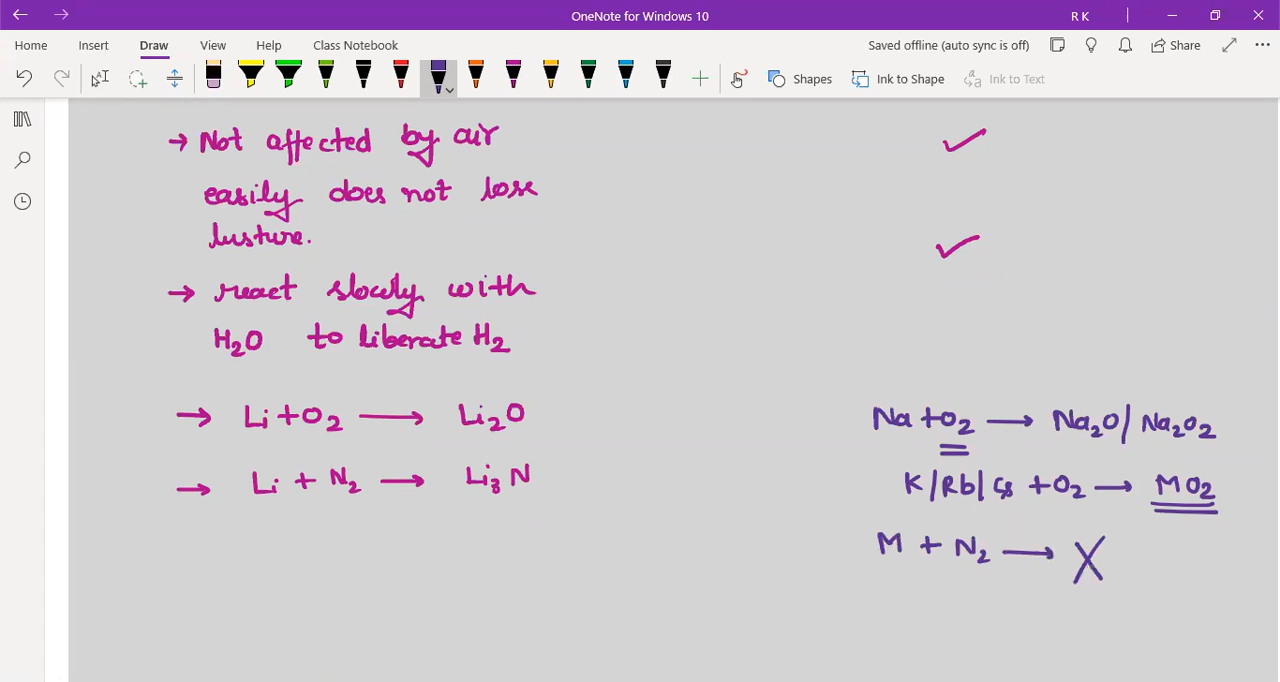 OneNote for Windows 10
R K
Home Insert Draw View Help Class Notebook
Saved offline (auto sync is off) Share
Shapes Ink to Shape Ink to Text
→ Not affected by air
easily does not lose
lusture.
→ react slowly with
H₂O to liberate H₂
→ Li + O₂ ⟶ Li₂O
→ Li + N₂ ⟶ Li₃N
Na + O₂ ⟶ Na₂O / Na₂O₂
K/Rb/Cs + O₂ ⟶ MO₂
M + N₂ ⟶ X